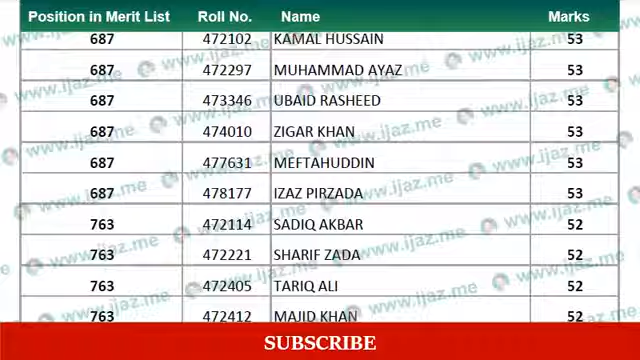 Position in Merit List Roll No. Name Marks
687 472102 KAMAL HUSSAIN 53
687 472297 MUHAMMAD AYAZ 53
687 473346 UBAID RASHEED 53
687 474010 ZIGAR KHAN 53
687 477631 MEFTAHUDDIN 53
687 478177 IZAZ PIRZADA 53
763 472114 SADIQ AKBAR 52
763 472221 SHARIF ZADA 52
763 472405 TARIQ ALI 52
763 472412 MAJID KHAN 52
www.ijaz.me
SUBSCRIBE